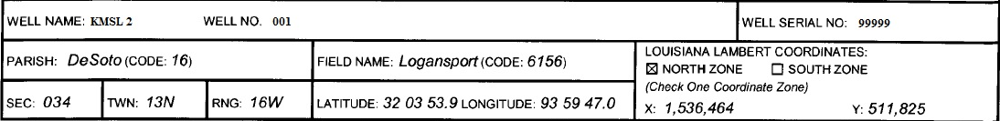 WELL NAME: KMSL 2 WELL NO. 001 WELL SERIAL NO: 99999
PARISH: DeSoto (CODE: 16) FIELD NAME: Logansport (CODE: 6156)
LOUISIANA LAMBERT COORDINATES:
☒ NORTH ZONE ☐ SOUTH ZONE
(Check One Coordinate Zone)
SEC: 034 TWN: 13N RNG: 16W LATITUDE: 32 03 53.9 LONGITUDE: 93 59 47.0
X: 1,536,464 Y: 511,825